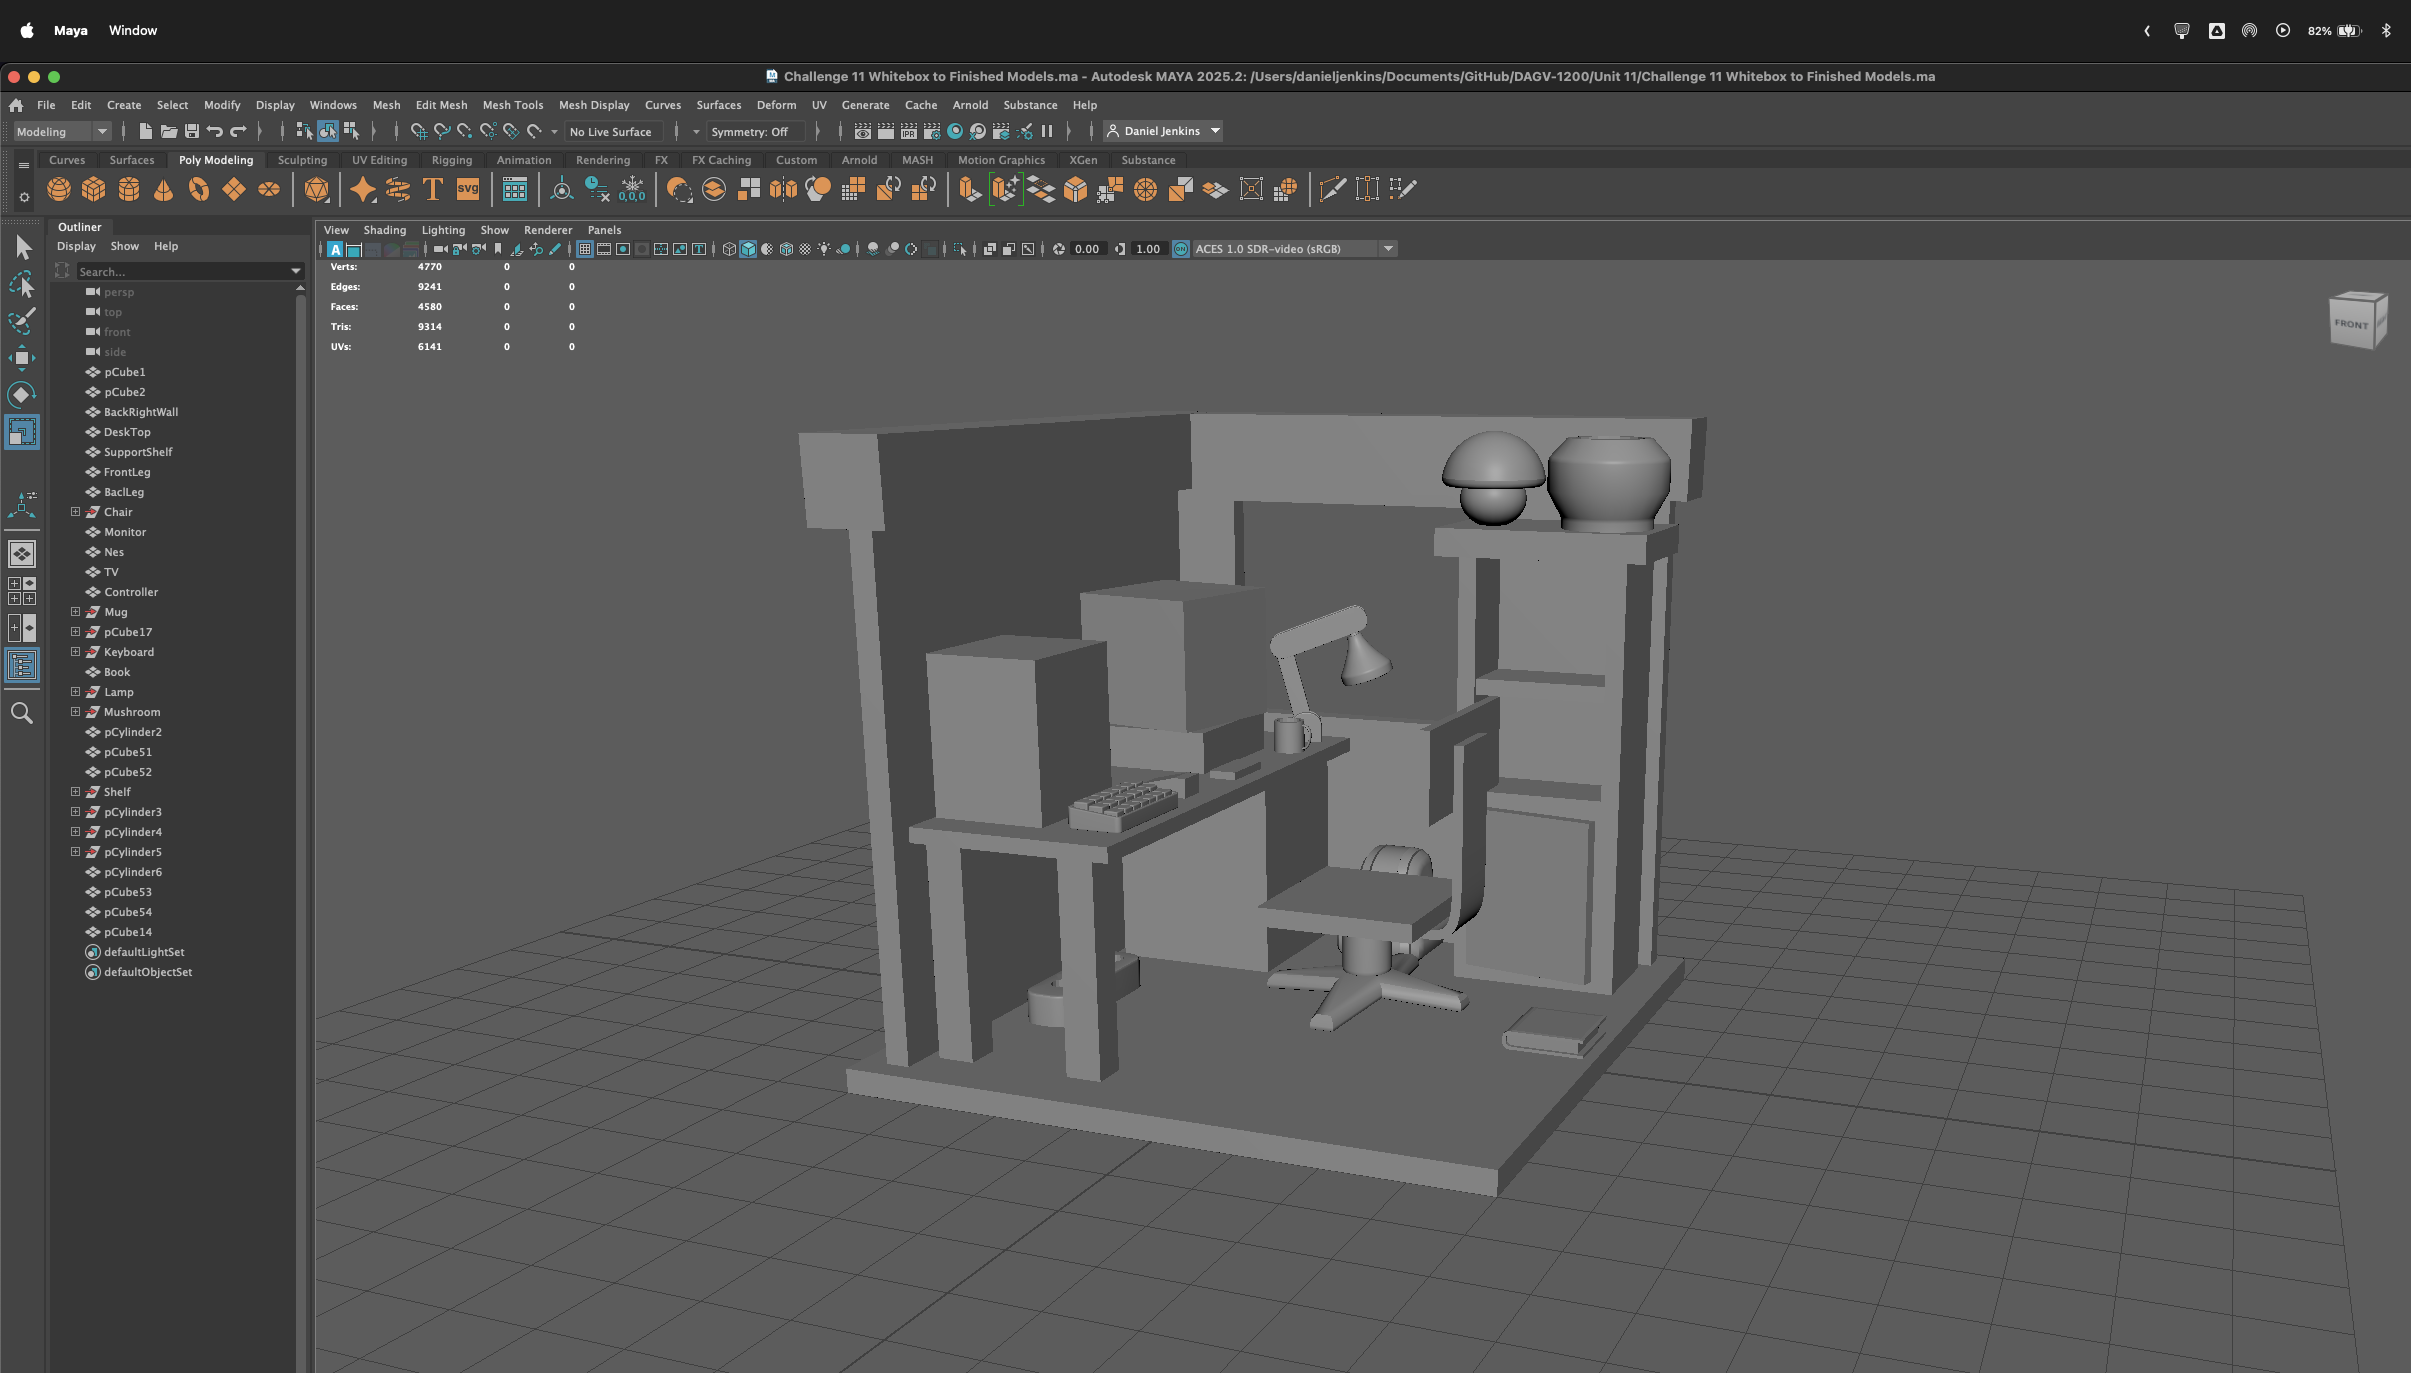 Maya Window 82%
Challenge 11 Whitebox to Finished Models.ma - Autodesk MAYA 2025.2: /Users/danieljenkins/Documents/GitHub/DAGV-1200/Unit 11/Challenge 11 Whitebox to Finished Models.ma
File Edit Create Select Modify Display Windows Mesh Edit Mesh Mesh Tools Mesh Display Curves Surfaces Deform UV Generate Cache Arnold Substance Help
Modeling No Live Surface Symmetry: Off IPR Daniel Jenkins
Curves Surfaces Poly Modeling Sculpting UV Editing Rigging Animation Rendering FX FX Caching Custom Arnold MASH Motion Graphics XGen Substance
T SVG 0,0,0
Outliner
Display Show Help
Search...
persp
top
front
side
pCube1
pCube2
BackRightWall
DeskTop
SupportShelf
FrontLeg
BaclLeg
Chair
Monitor
Nes
TV
Controller
Mug
pCube17
Keyboard
Book
Lamp
Mushroom
pCylinder2
pCube51
pCube52
Shelf
pCylinder3
pCylinder4
pCylinder5
pCylinder6
pCube53
pCube54
pCube14
defaultLightSet
defaultObjectSet
View Shading Lighting Show Renderer Panels
A 0.00 1.00 ON ACES 1.0 SDR-video (sRGB)
Verts: 4770 0 0
Edges: 9241 0 0
Faces: 4580 0 0
Tris: 9314 0 0
UVs: 6141 0 0
FRONT